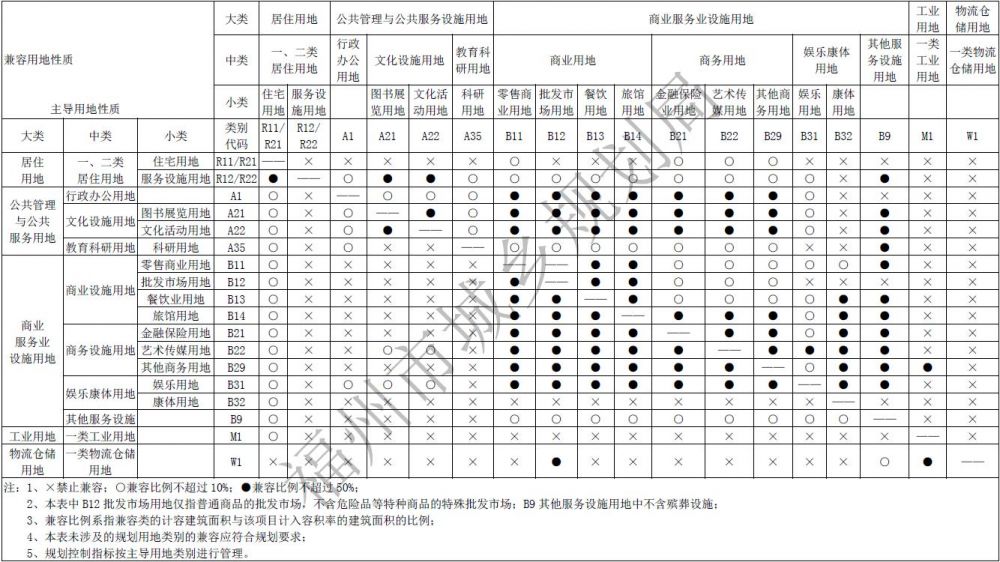 大类 居住用地 公共管理与公共服务设施用地 商业服务业设施用地 工业用地 物流仓储用地
兼容用地性质
中类 一、二类居住用地 行政办公用地 文化设施用地 教育科研用地 商业用地 商务用地 娱乐康体用地 其他服务设施用地 一类工业用地 一类物流仓储用地
主导用地性质
小类 住宅用地 服务设施用地 图书展览用地 文化活动用地 科研用地 零售商业用地 批发市场用地 餐饮用地 旅馆用地 金融保险业用地 艺术传媒用地 其他商务用地 娱乐用地 康体用地
大类 中类 小类 类别代码 R11/R21 R12/R22 A1 A21 A22 A35 B11 B12 B13 B14 B21 B22 B29 B31 B32 B9 M1 W1
居住用地 一、二类居住用地 住宅用地 R11/R21 —— × × × × × ○ × × × ○ ○ ○ × × × × ×
服务设施用地 R12/R22 ● —— ○ ● ● ○ ○ ○ ○ ○ ○ ○ ○ ○ ○ ● × ×
公共管理与公共服务用地 行政办公用地 A1 ○ × —— ○ ○ ○ ● ● ● ● ● ● ● ○ ○ ○ × ×
文化设施用地 图书展览用地 A21 ○ × ○ —— ● ○ ● ● ● ● ● ● ● ○ ○ ● × ×
文化活动用地 A22 ○ × ○ ● —— ○ ● ● ● ● ● ● ● ○ ○ ● × ×
教育科研用地 科研用地 A35 ○ × × × × —— ○ ○ ○ ○ ○ ○ ○ ○ ○ ● × ×
商业服务业设施用地 商业设施用地 零售商业用地 B11 ○ × × × × × —— —— ● ● ○ ○ ○ ○ ○ ● × ×
批发市场用地 B12 ○ × × × × × ● —— ● ● ○ ○ ○ × × × × ×
餐饮业用地 B13 ○ × × × × × ● ● —— ● ○ ○ ○ ○ ● ● × ×
旅馆用地 B14 ○ × × × × × ● ● ● —— ● ● ● ○ ● ● × ×
商务设施用地 金融保险用地 B21 ○ × × × × × ● ● ● ● —— ● ● ○ ● ● × ×
艺术传媒用地 B22 ○ × × ○ ○ × ● ● ● ● ● —— ● ● ● ● × ×
其他商务用地 B29 ○ × × × × × ● ● ● ● ● ● —— ○ ● ● ● ×
娱乐康体用地 娱乐用地 B31 ○ × ○ ○ ○ ○ ● ● ● ● ● ● ● —— ● ● × ×
康体用地 B32 ○ × × × × × × × × × × × × × —— × × ×
其他服务设施 B9 ○ × × × × × ○ ○ ○ ○ ○ ○ ○ ○ ○ —— × ×
工业用地 一类工业用地 M1 ○ × × × × × × × × × × × × × × × —— ×
物流仓储用地 一类物流仓储用地 W1 × × × × × × × ● × × × × × × × ○ ● ——
注：1、×禁止兼容；○兼容比例不超过10%；●兼容比例不超过50%；
2、本表中B12批发市场用地仅指普通商品的批发市场，不含危险品等特种商品的特殊批发市场；B9其他服务设施用地中不含殡葬设施；
3、兼容比例系指兼容类的计容建筑面积与该项目计入容积率的建筑面积的比例；
4、本表未涉及的规划用地类别的兼容应符合规划要求；
5、规划控制指标按主导用地类别进行管理。
福州市城乡规划局